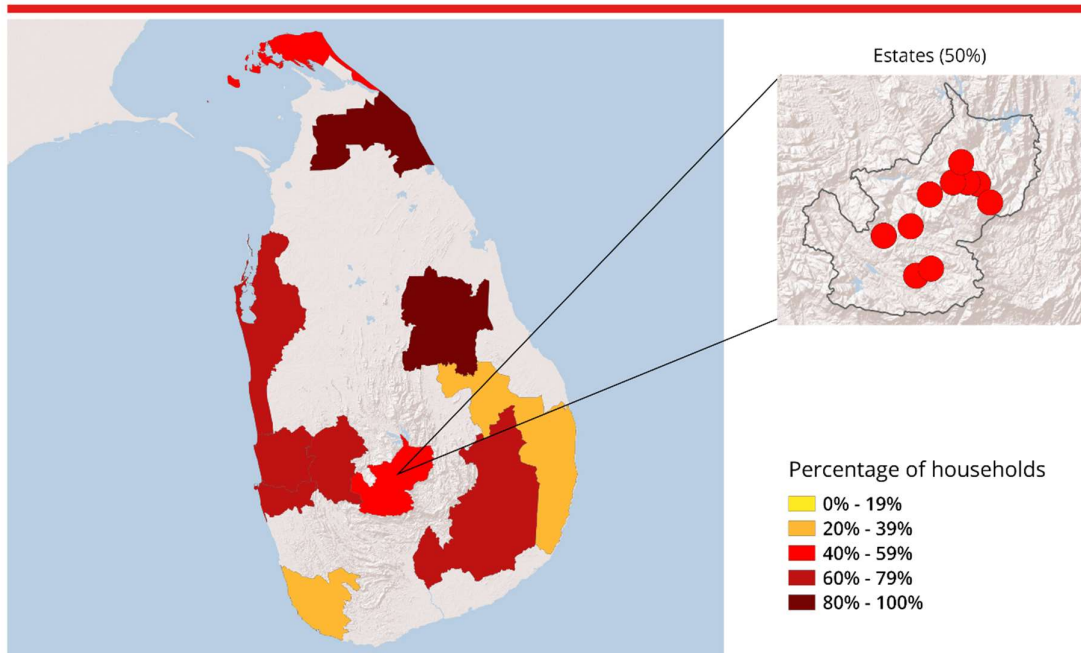 Estates (50%)
Percentage of households
0% - 19%
20% - 39%
40% - 59%
60% - 79%
80% - 100%